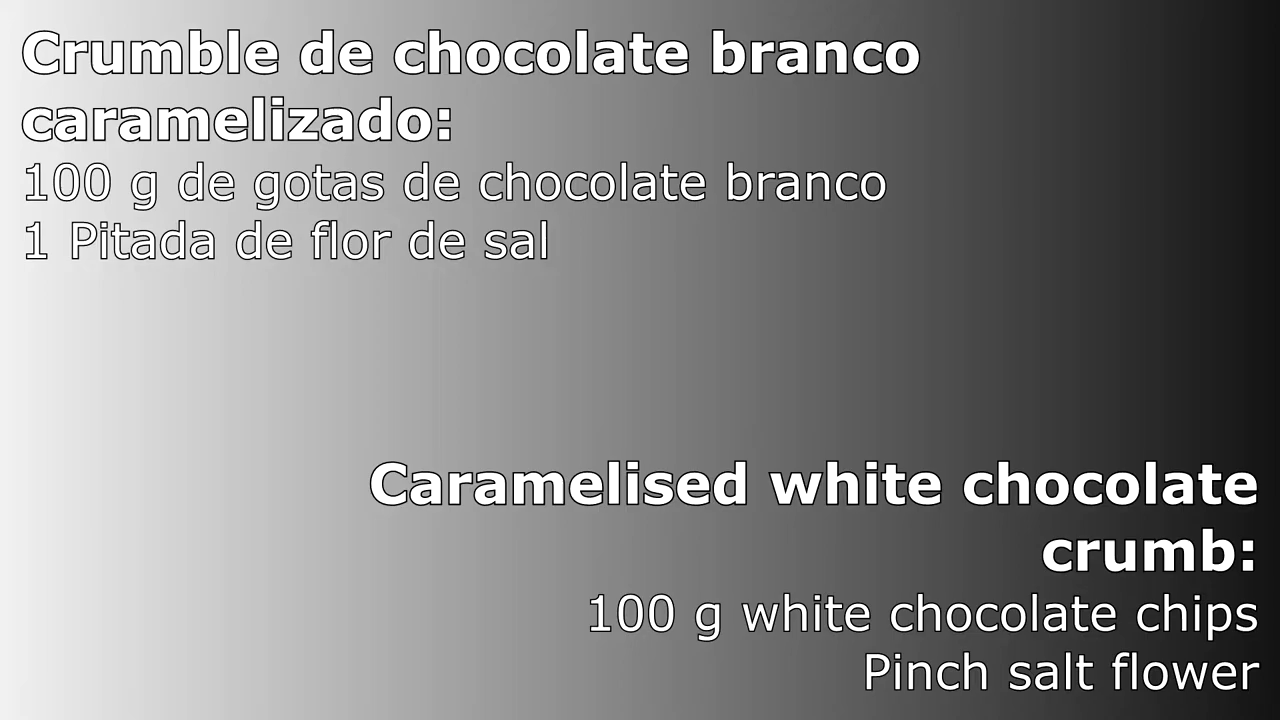 Crumble de chocolate branco
caramelizado:
100 g de gotas de chocolate branco
1 Pitada de flor de sal
Caramelised white chocolate
crumb:
100 g white chocolate chips
Pinch salt flower